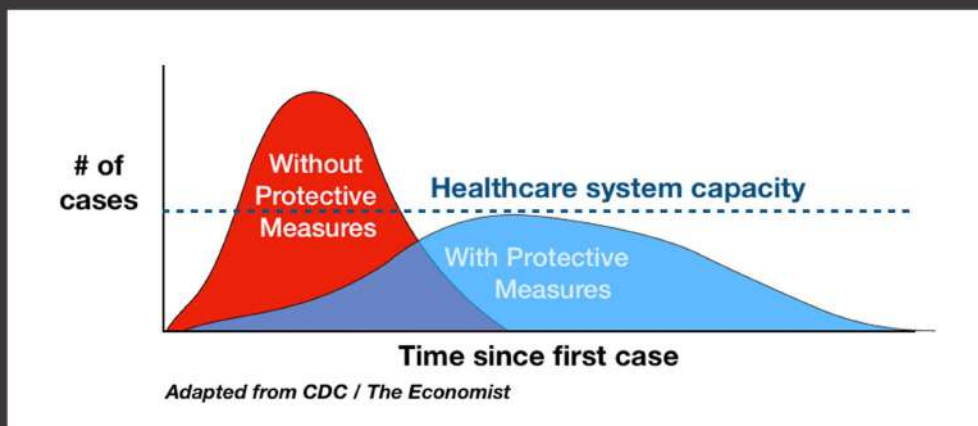 # of
cases
Without
Protective
Measures
Healthcare system capacity
With Protective
Measures
Time since first case
Adapted from CDC / The Economist